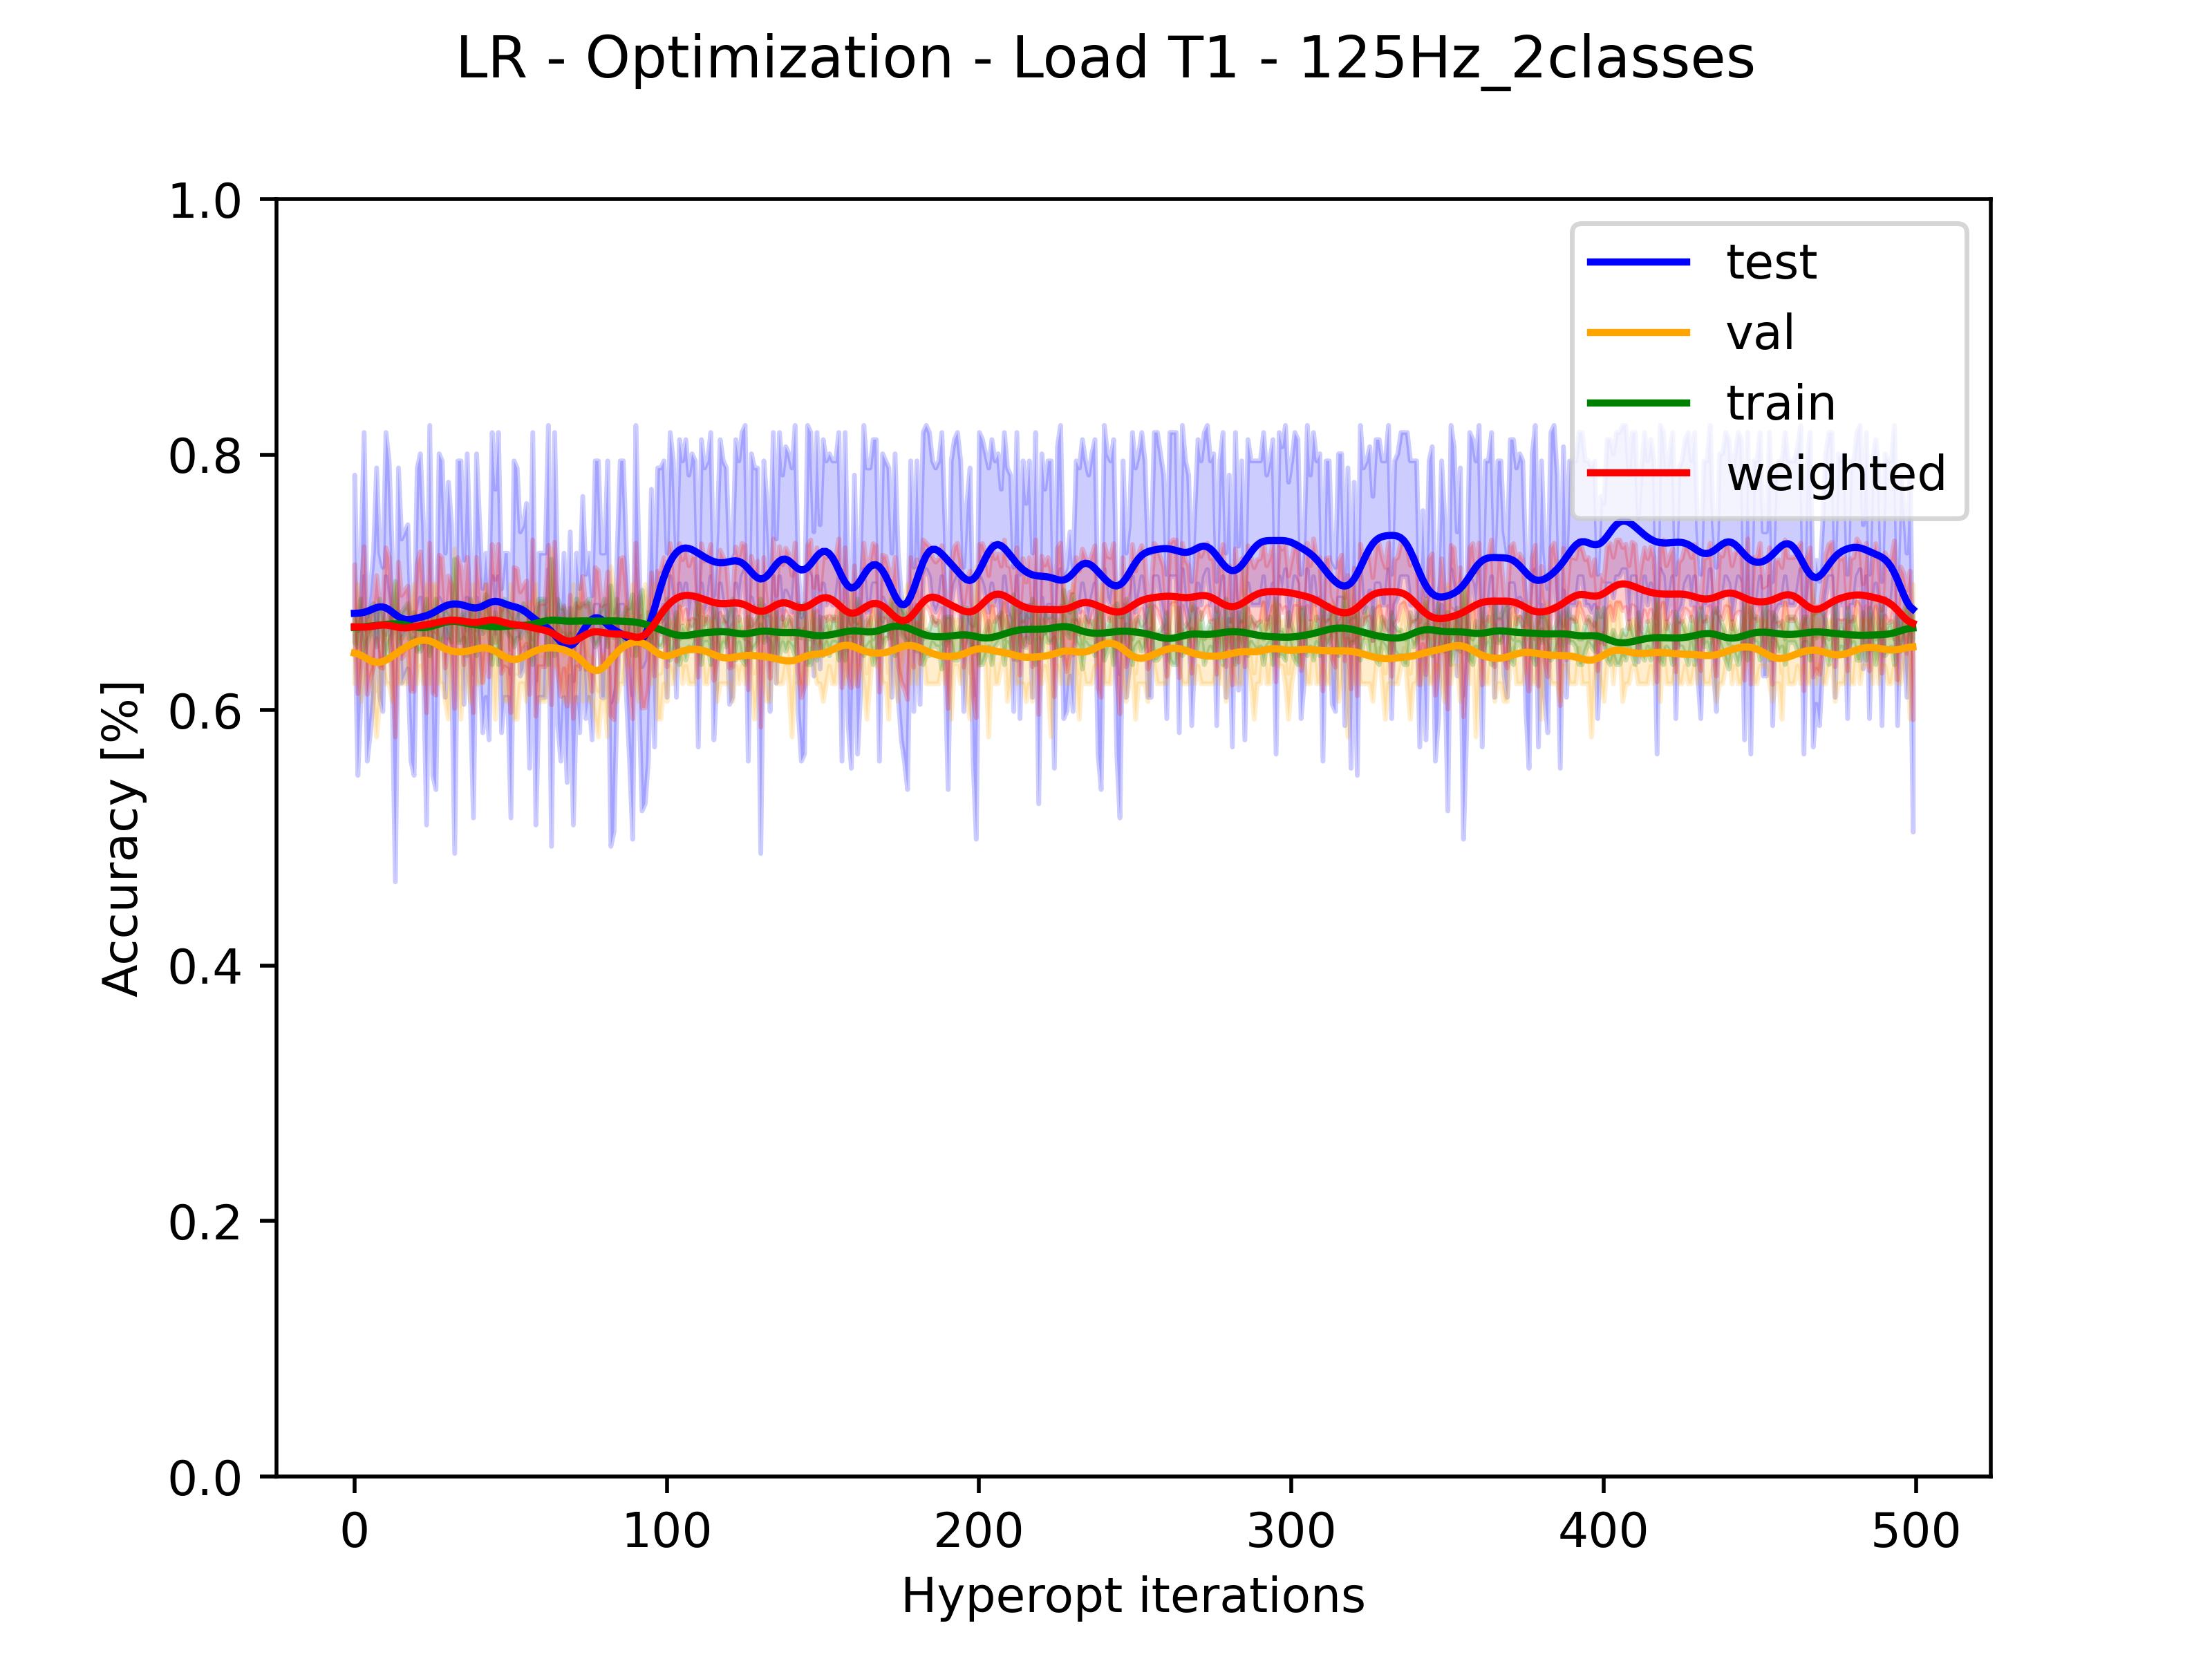 LR - Optimization - Load T1 - 125Hz_2classes
1.0
0.8
0.6
0.4
0.2
0.0
Accuracy [%]
test
val
train
weighted
0 100 200 300 400 500
Hyperopt iterations